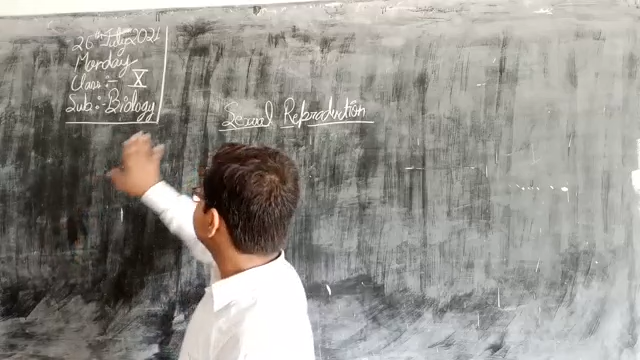 26th July 2021
Monday
Class :- X
Sub :- Biology
Sexual Reproduction